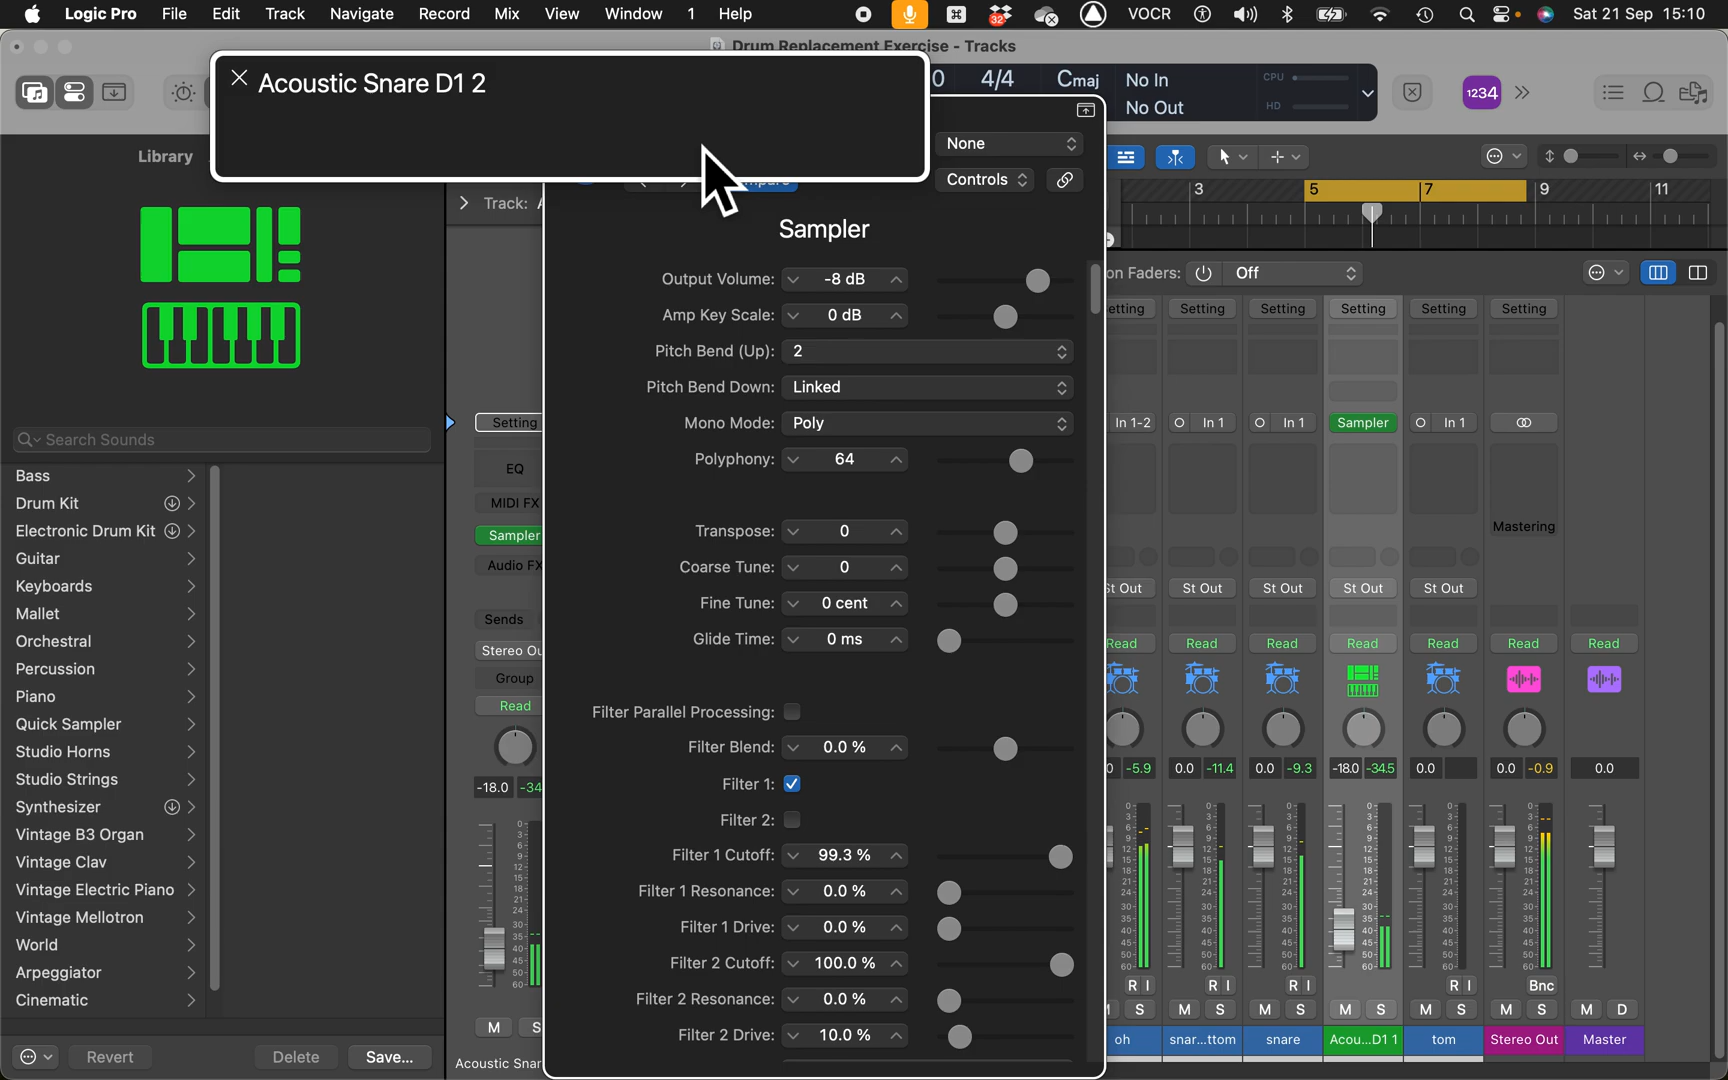 Logic Pro File Edit Track Navigate Record Mix View Window 1 Help 32 VOCR Sat 21 Sep 15:10
Drum Replacement Exercise - Tracks
Acoustic Snare D1 2
0 4/4 Cmaj No In CPU
No Out HD
1234
Library
None
Controls
Track:
3 5 7 9 11
Sampler
on Faders: Off
Output Volume: -8 dB
Amp Key Scale: 0 dB
Pitch Bend (Up): 2
Pitch Bend Down: Linked
Mono Mode: Poly
Polyphony: 64
Transpose: 0
Coarse Tune: 0
Fine Tune: 0 cent
Glide Time: 0 ms
Filter Parallel Processing:
Filter Blend: 0.0 %
Filter 1:
Filter 2:
Filter 1 Cutoff: 99.3 %
Filter 1 Resonance: 0.0 %
Filter 1 Drive: 0.0 %
Filter 2 Cutoff: 100.0 %
Filter 2 Resonance: 0.0 %
Filter 2 Drive: 10.0 %
Search Sounds
Bass
Drum Kit
Electronic Drum Kit
Guitar
Keyboards
Mallet
Orchestral
Percussion
Piano
Quick Sampler
Studio Horns
Studio Strings
Synthesizer
Vintage B3 Organ
Vintage Clav
Vintage Electric Piano
Vintage Mellotron
World
Arpeggiator
Cinematic
Revert Delete Save...
Setting
EQ
MIDI FX
Sampler
Audio FX
Sends
Stereo Ou
Group
Read
-18.0 -34
M S
Acoustic Snar
etting Setting Setting Setting Setting Setting
In 1-2 In 1 In 1 Sampler In 1
Mastering
St Out St Out St Out St Out St Out
Read Read Read Read Read Read Read
0 -5.9 0.0 -11.4 0.0 -9.3 -18.0 -34.5 0.0 0.0 -0.9 0.0
R I R I R I R I Bnc
S M S M S M S M S M S M D
oh snar...ttom snare Acou...D1 1 tom Stereo Out Master